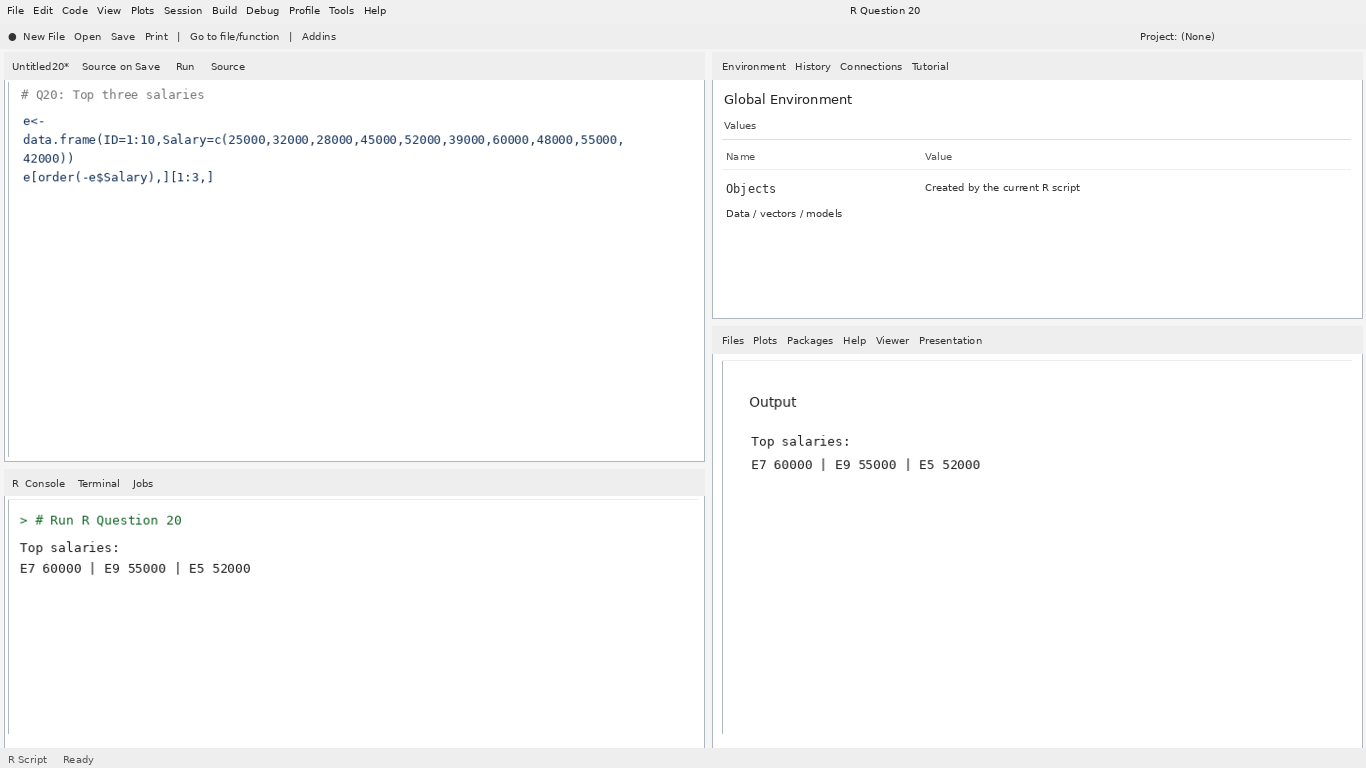 File Edit Code View Plots Session Build Debug Profile Tools Help
R Question 20
● New File Open Save Print | Go to file/function | Addins
Project: (None)
Untitled20* Source on Save Run Source
# Q20: Top three salaries
e<-
data.frame(ID=1:10,Salary=c(25000,32000,28000,45000,52000,39000,60000,48000,55000,
42000))
e[order(-e$Salary),][1:3,]
R Console Terminal Jobs
> # Run R Question 20
Top salaries:
E7 60000 | E9 55000 | E5 52000
Environment History Connections Tutorial
Global Environment
Values
Name Value
Objects Created by the current R script
Data / vectors / models
Files Plots Packages Help Viewer Presentation
Output
Top salaries:
E7 60000 | E9 55000 | E5 52000
R Script Ready